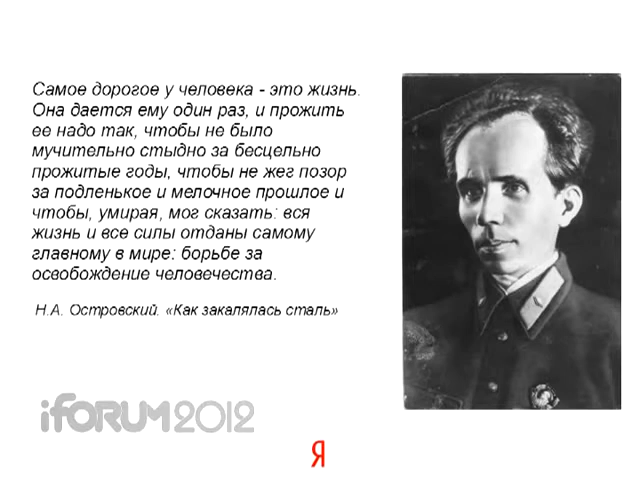 Самое дорогое у человека - это жизнь.
Она дается ему один раз, и прожить
ее надо так, чтобы не было
мучительно стыдно за бесцельно
прожитые годы, чтобы не жег позор
за подленькое и мелочное прошлое и
чтобы, умирая, мог сказать: вся
жизнь и все силы отданы самому
главному в мире: борьбе за
освобождение человечества.
Н.А. Островский. «Как закалялась сталь»
iFORUM2012
Я